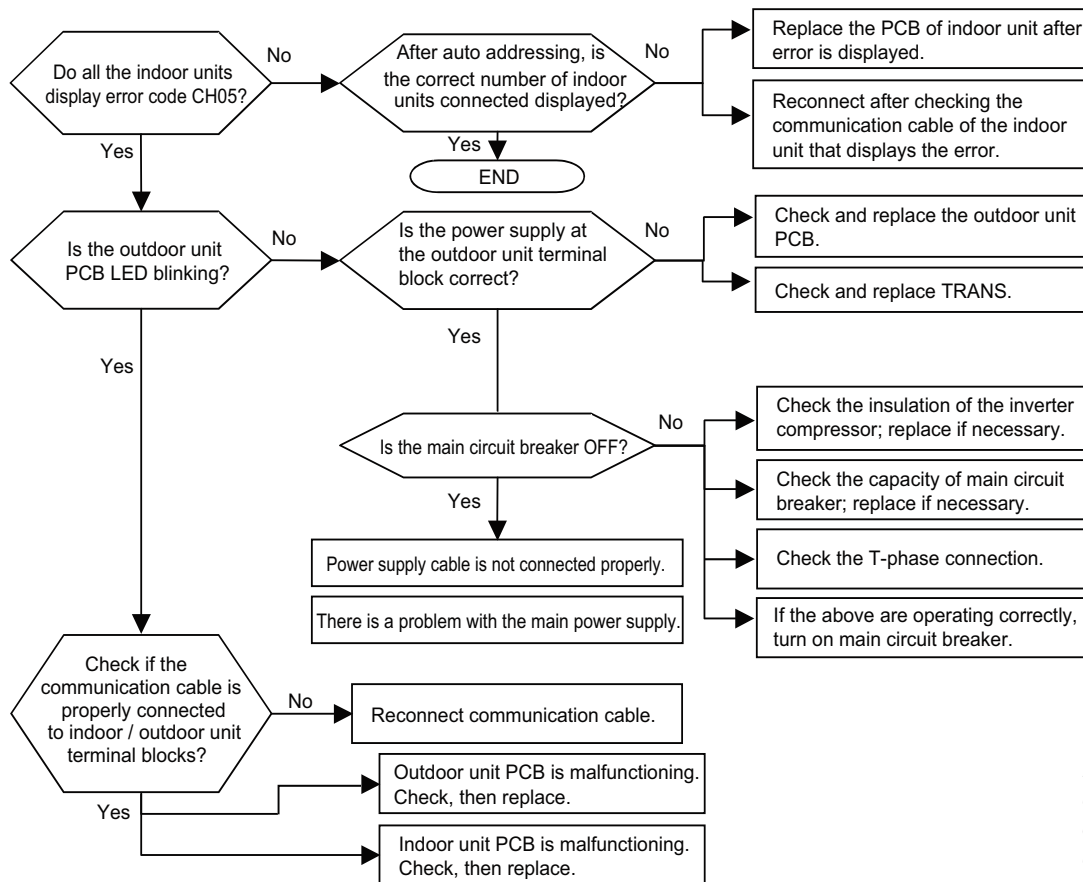 Do all the indoor units
display error code CH05?
No
After auto addressing, is
the correct number of indoor
units connected displayed?
No
Replace the PCB of indoor unit after
error is displayed.
Reconnect after checking the
communication cable of the indoor
unit that displays the error.
Yes
Yes
END
Is the outdoor unit
PCB LED blinking?
No
Is the power supply at
the outdoor unit terminal
block correct?
No
Check and replace the outdoor unit
PCB.
Check and replace TRANS.
Yes
Yes
Is the main circuit breaker OFF?
No
Check the insulation of the inverter
compressor; replace if necessary.
Check the capacity of main circuit
breaker; replace if necessary.
Check the T-phase connection.
If the above are operating correctly,
turn on main circuit breaker.
Yes
Power supply cable is not connected properly.
There is a problem with the main power supply.
Check if the
communication cable is
properly connected
to indoor / outdoor unit
terminal blocks?
No
Reconnect communication cable.
Yes
Outdoor unit PCB is malfunctioning.
Check, then replace.
Indoor unit PCB is malfunctioning.
Check, then replace.